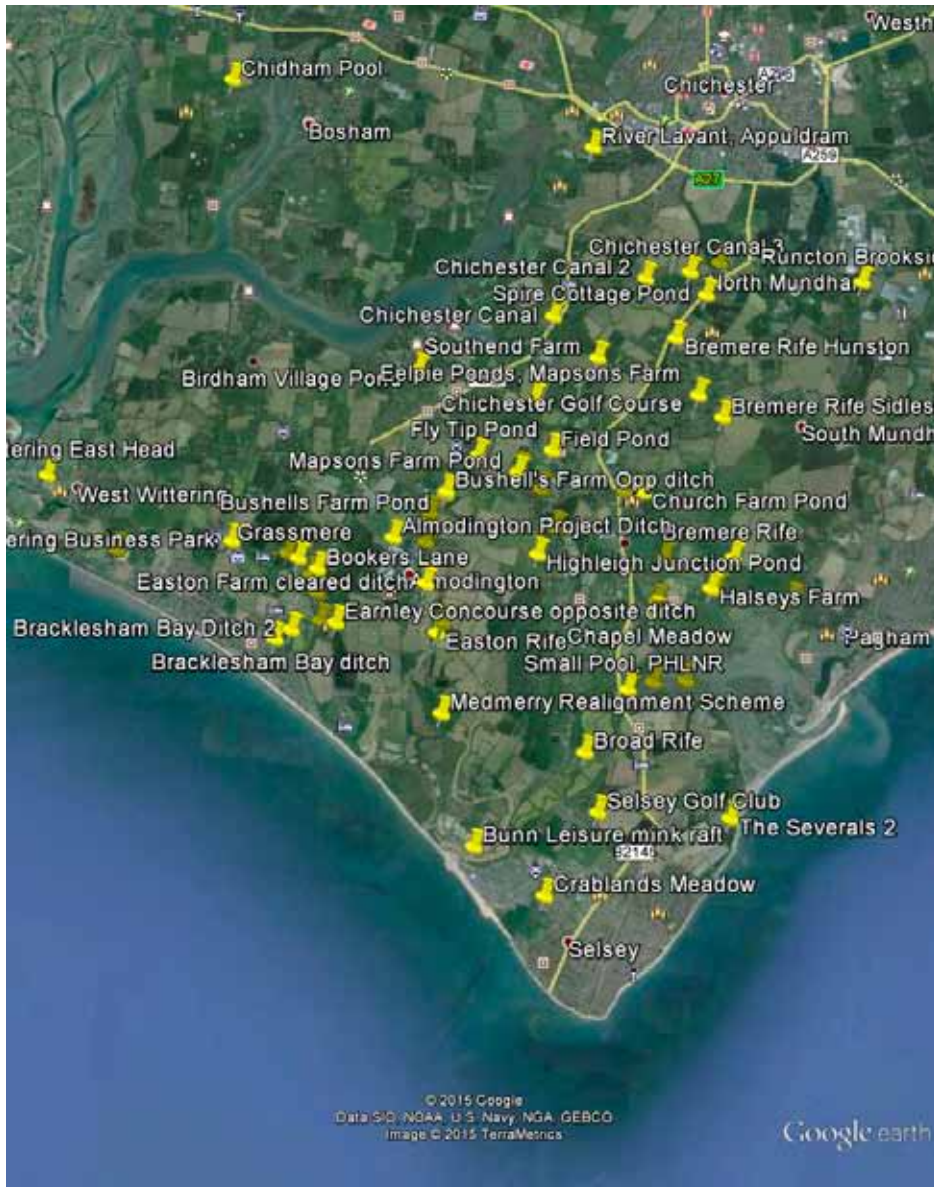 Westh
Chidham Pool
Chichester
Bosham
River Lavant, Appuldram
A259
A27
Chichester Canal 3
Runcton Brooksi
Chichester Canal 2
Spire Cottage Pond
North Mundham
Chichester Canal
Southend Farm
Bremere Rife Hunston
Birdham Village Pond
Eelpie Ponds, Mapsons Farm
Chichester Golf Course
Bremere Rife Sidles
Fly Tip Pond
Field Pond
South Mundh
tering East Head
Mapsons Farm Pond
West Wittering
Bushell's Farm Opp ditch
Bushells Farm Pond
Church Farm Pond
Grassmere
Almodington Project Ditch
Bremere Rife
tering Business Park
Bookers Lane
Highleigh Junction Pond
Easton Farm cleared ditch
Almodington
Halseys Farm
Earnley Concourse opposite ditch
Bracklesham Bay Ditch 2
Easton Rife
Chapel Meadow
Pagham
Bracklesham Bay ditch
Small Pool, PHLNR
Medmerry Realignment Scheme
Broad Rife
Selsey Golf Club
Bunn Leisure mink raft
The Severals 2
Crablands Meadow
Selsey
© 2015 Google
Data SIO, NOAA, U.S. Navy, NGA, GEBCO
Image © 2015 TerraMetrics
Google earth